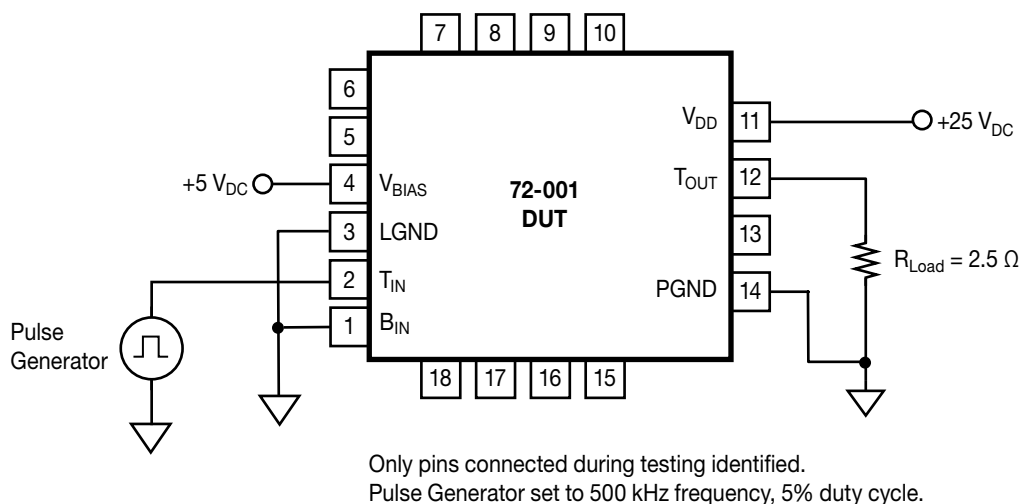 7 8 9 10
6
5
+5 V_DC 4 V_BIAS
3 LGND
2 T_IN
1 B_IN
Pulse
Generator
72-001
DUT
V_DD 11 +25 V_DC
T_OUT 12
13
PGND 14
R_Load = 2.5 Ω
18 17 16 15
Only pins connected during testing identified.
Pulse Generator set to 500 kHz frequency, 5% duty cycle.